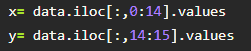 x= data.iloc[:,0:14].values
y= data.iloc[:,14:15].values